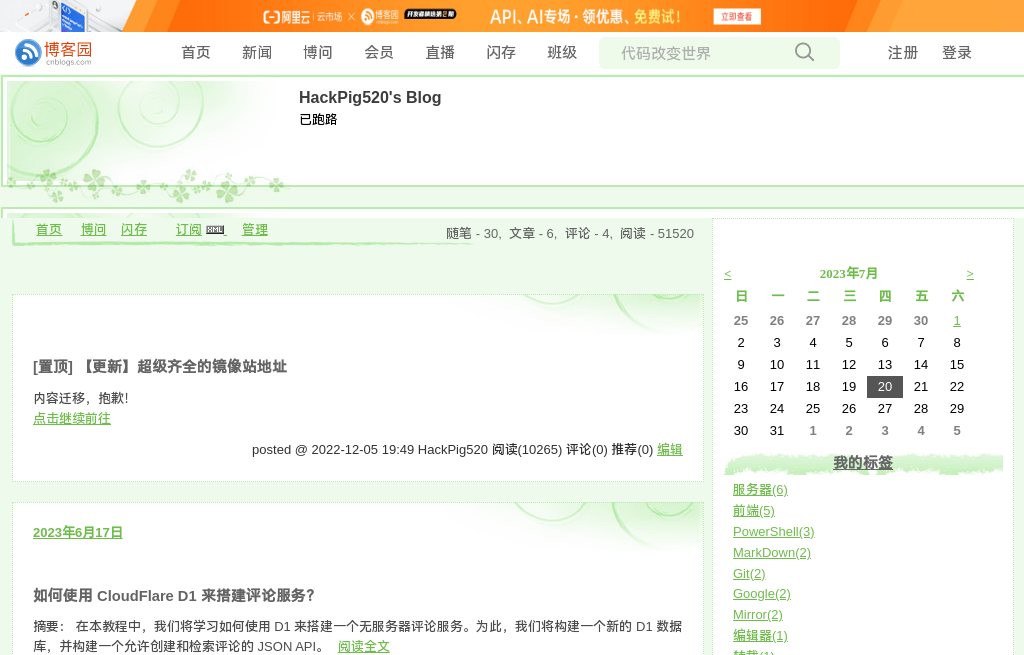 阿里云 | 云市场 × 博客园 cnblogs.com 开发者精选第三期 API、AI专场·领优惠、免费试! 立即查看
博客园 cnblogs.com 首页 新闻 博问 会员 直播 闪存 班级 代码改变世界 注册 登录
HackPig520's Blog
已跑路
首页 博问 闪存 订阅 XML 管理
随笔 - 30, 文章 - 6, 评论 - 4, 阅读 - 51520
[置顶] 【更新】超级齐全的镜像站地址
内容迁移，抱歉!
点击继续前往
posted @ 2022-12-05 19:49 HackPig520 阅读(10265) 评论(0) 推荐(0) 编辑
2023年6月17日
如何使用 CloudFlare D1 来搭建评论服务?
摘要： 在本教程中，我们将学习如何使用 D1 来搭建一个无服务器评论服务。为此，我们将构建一个新的 D1 数据
库，并构建一个允许创建和检索评论的 JSON API。 阅读全文
< 2023年7月 >
日 一 二 三 四 五 六
25 26 27 28 29 30 1
2 3 4 5 6 7 8
9 10 11 12 13 14 15
16 17 18 19 20 21 22
23 24 25 26 27 28 29
30 31 1 2 3 4 5
我的标签
服务器(6)
前端(5)
PowerShell(3)
MarkDown(2)
Git(2)
Google(2)
Mirror(2)
编辑器(1)
转载(1)